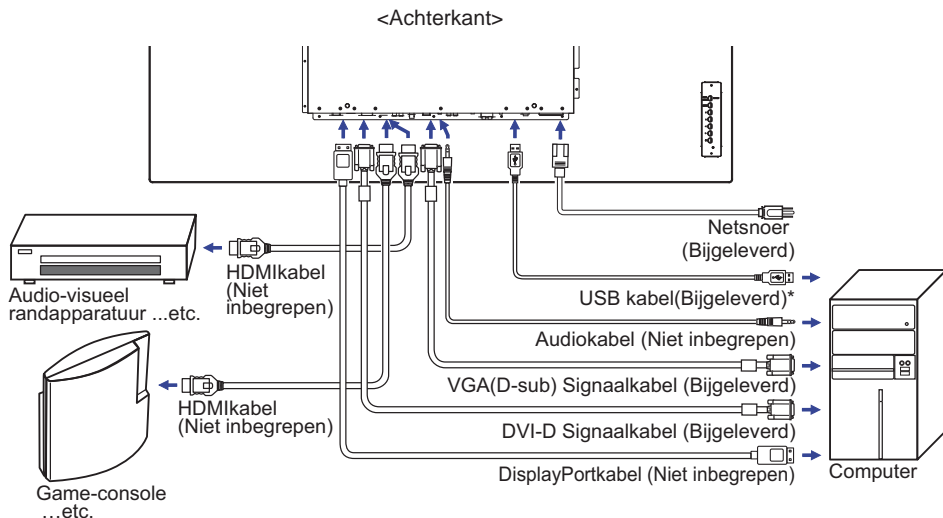 <Achterkant>
Netsnoer
(Bijgeleverd)
HDMIkabel
(Niet
inbegrepen)
USB kabel(Bijgeleverd)*
Audio-visueel
randapparatuur ...etc.
Audiokabel (Niet inbegrepen)
VGA(D-sub) Signaalkabel (Bijgeleverd)
HDMIkabel
(Niet inbegrepen)
DVI-D Signaalkabel (Bijgeleverd)
DisplayPortkabel (Niet inbegrepen)
Computer
Game-console
…etc.